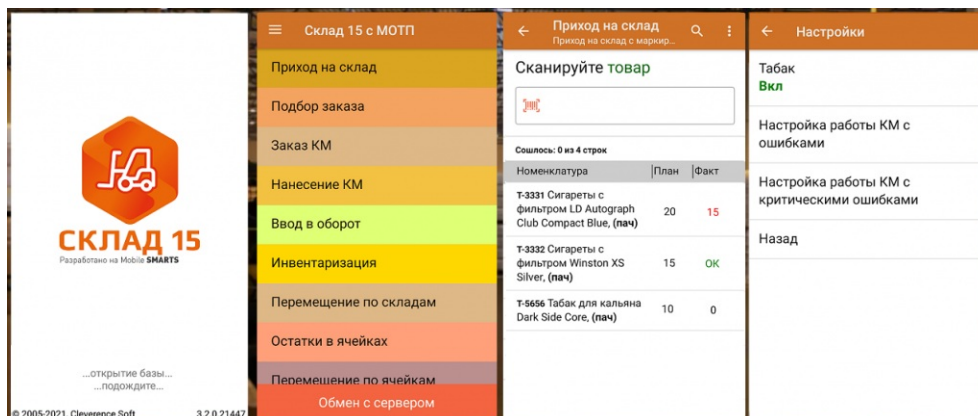 СКЛАД 15
Разработано на Mobile SMARTS
...открытие базы...
...подождите...
© 2005-2021, Cleverence Soft
3.2.0.21447
Склад 15 с МОТП
Приход на склад
Подбор заказа
Заказ КМ
Нанесение КМ
Ввод в оборот
Инвентаризация
Перемещение по складам
Остатки в ячейках
Перемещение по ячейкам
Обмен с сервером
Приход на склад
Приход на склад с маркир...
Сканируйте товар
Сошлось: 0 из 4 строк
Номенклатура План Факт
Т-3331 Сигареты с
фильтром LD Autograph
Club Compact Blue, (пач)
20 15
Т-3332 Сигареты с
фильтром Winston XS
Silver, (пач)
15 ОК
Т-5656 Табак для кальяна
Dark Side Core, (пач)
10 0
Настройки
Табак
Вкл
Настройка работы КМ с
ошибками
Настройка работы КМ с
критическими ошибками
Назад